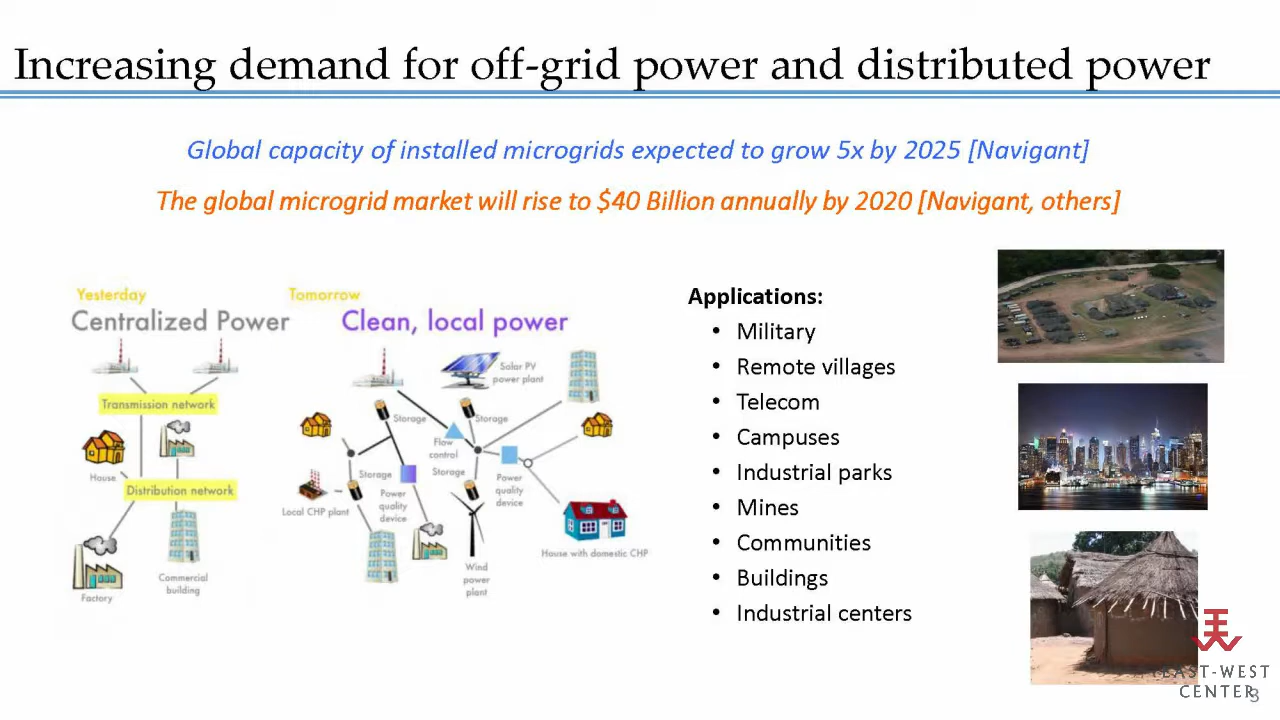 Increasing demand for off-grid power and distributed power
Global capacity of installed microgrids expected to grow 5x by 2025 [Navigant]
The global microgrid market will rise to $40 Billion annually by 2020 [Navigant, others]
Yesterday
Centralized Power
Transmission network
House
Distribution network
Factory
Commercial
building
Tomorrow
Clean, local power
Solar PV
power plant
Storage
Storage
Flow
control
Storage
Storage
Power
quality
device
Power
quality
device
Local CHP plant
House with domestic CHP
Wind
power
plant
Applications:
• Military
• Remote villages
• Telecom
• Campuses
• Industrial parks
• Mines
• Communities
• Buildings
• Industrial centers
EAST-WEST
CENTER
3